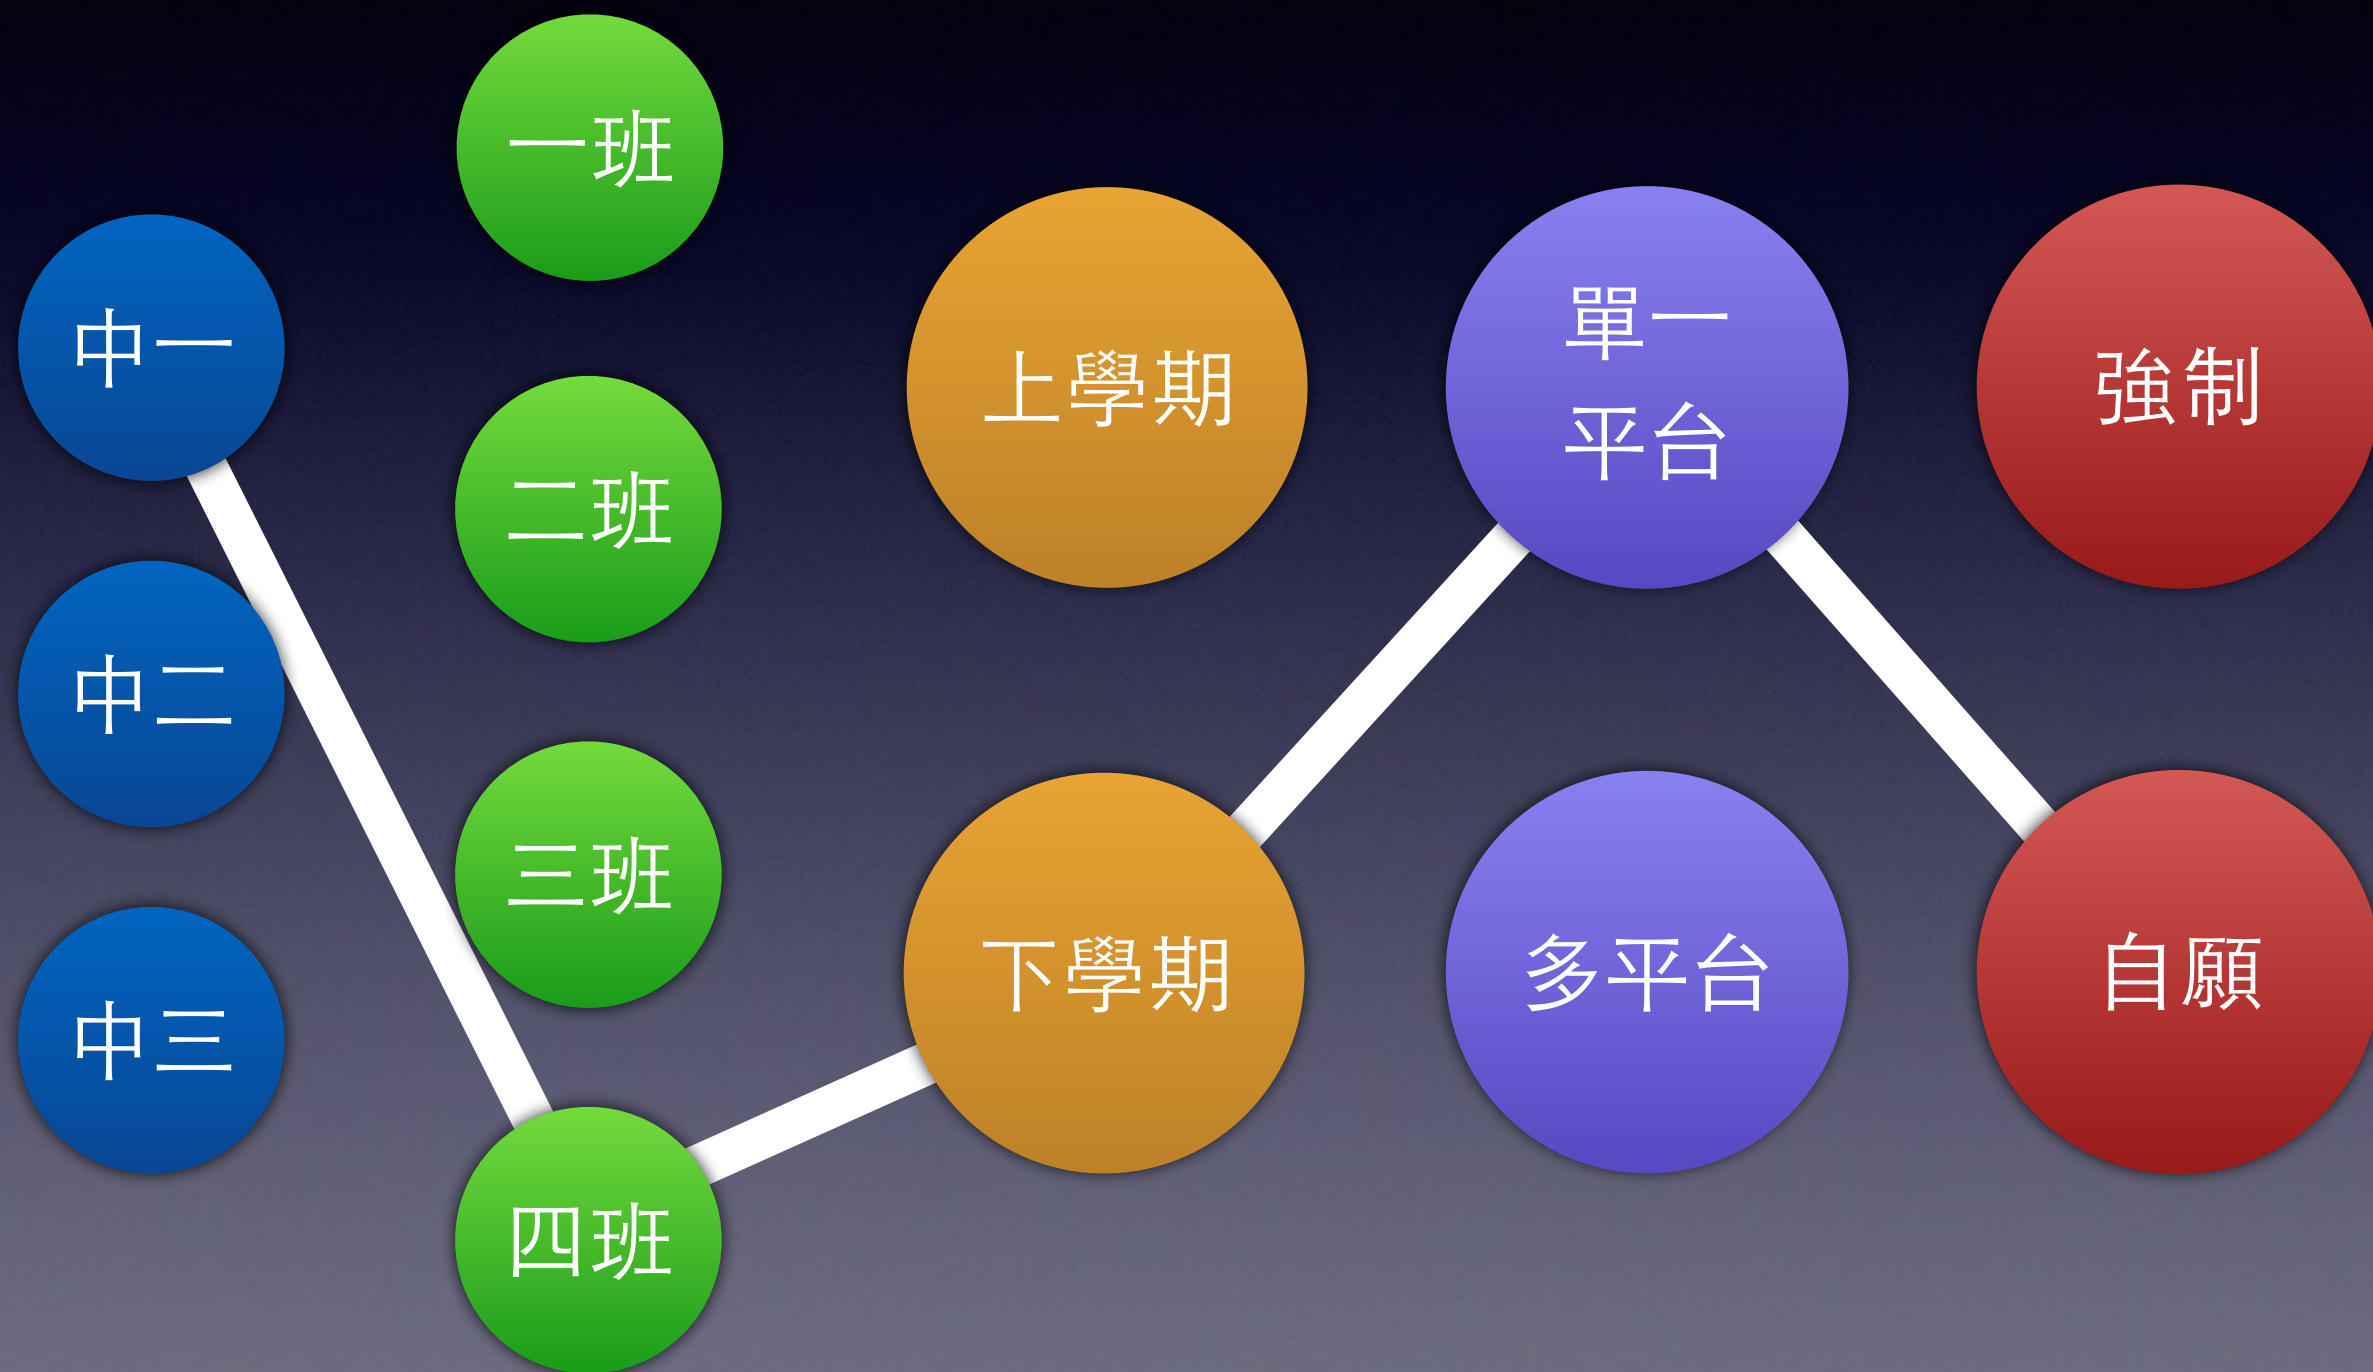 中一
中二
中三
一班
二班
三班
四班
上學期
下學期
單一
平台
多平台
強制
自願